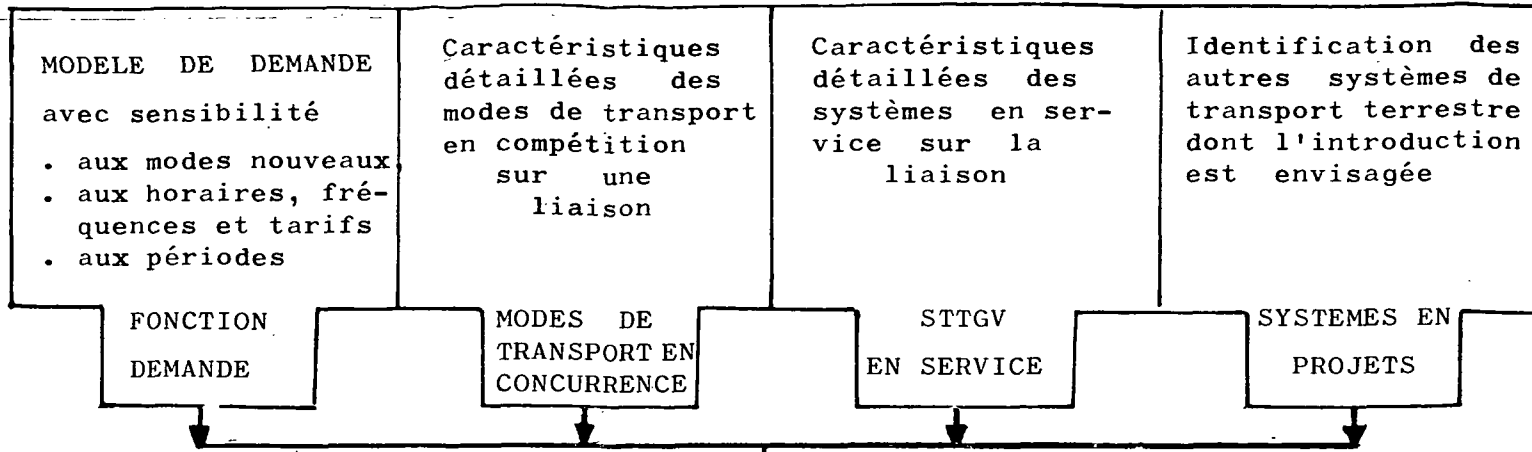 MODELE DE DEMANDE
avec sensibilité
. aux modes nouveaux
. aux horaires, fré-
quences et tarifs
. aux périodes
FONCTION
DEMANDE
Caractéristiques
détaillées des
modes de transport
en compétition
sur une
liaison
MODES DE
TRANSPORT EN
CONCURRENCE
Caractéristiques
détaillées des
systèmes en ser-
vice sur la
liaison
STTGV
EN SERVICE
Identification des
autres systèmes de
transport terrestre
dont l'introduction
est envisagée
SYSTEMES EN
PROJETS